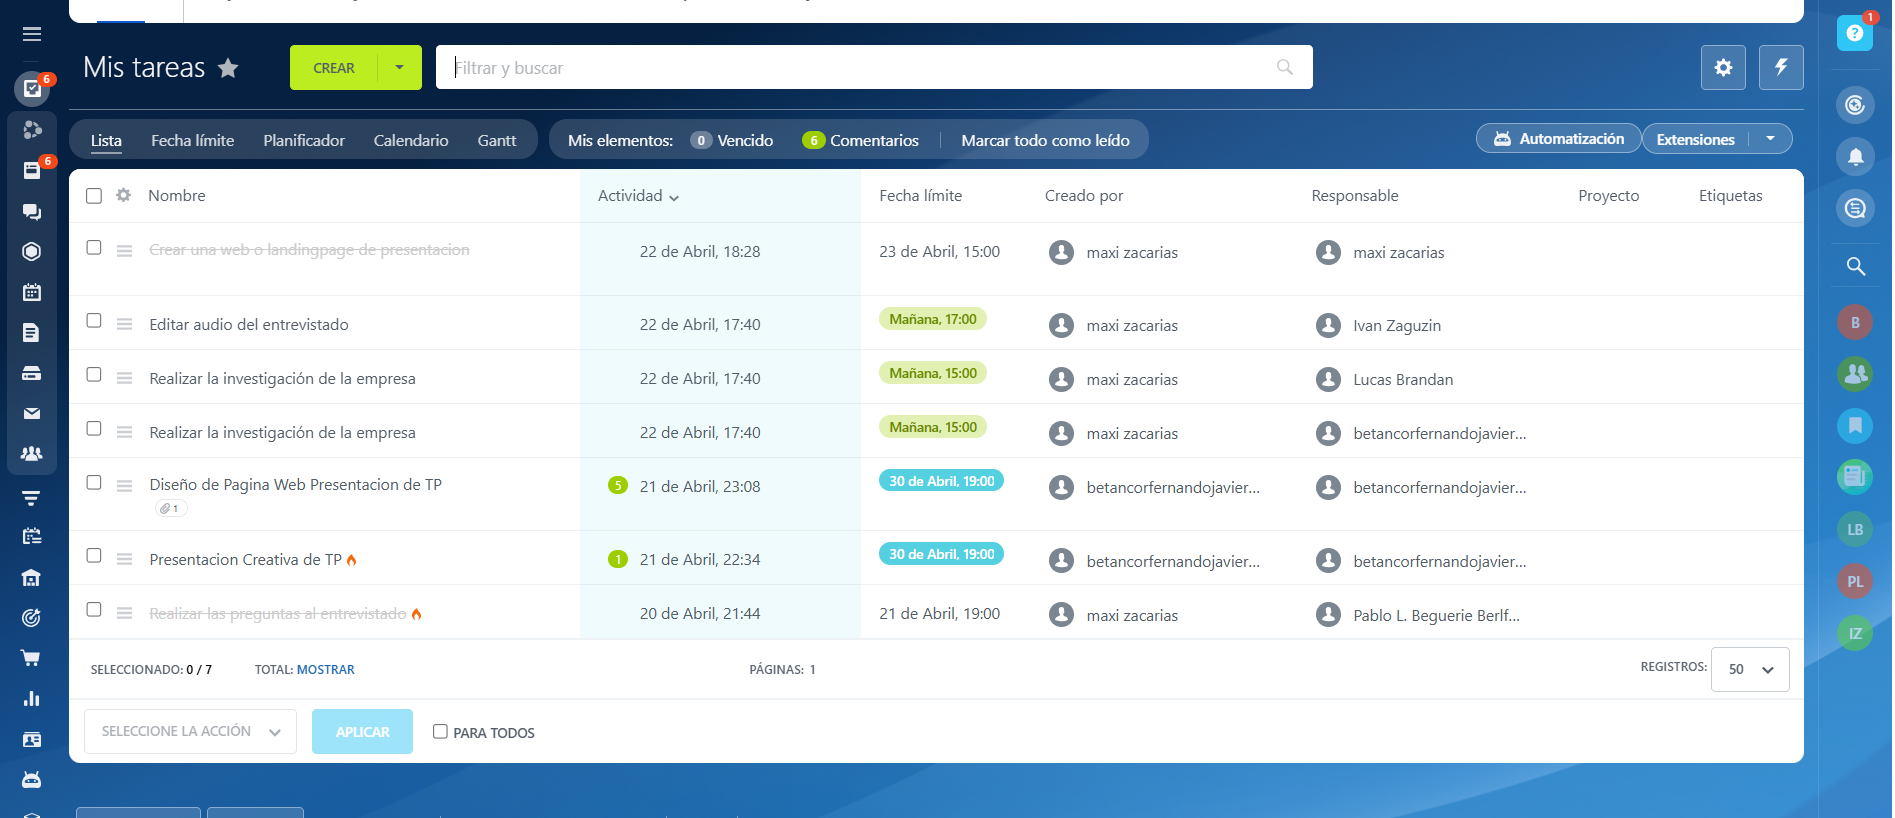 1
Mis tareas
CREAR
Filtrar y buscar
6
6
Lista Fecha límite Planificador Calendario Gantt
Mis elementos: 0 Vencido 6 Comentarios Marcar todo como leído
Automatización
Extensiones
Nombre Actividad Fecha límite Creado por Responsable Proyecto Etiquetas
Crear una web o landingpage de presentacion 22 de Abril, 18:28 23 de Abril, 15:00 maxi zacarias maxi zacarias
Editar audio del entrevistado 22 de Abril, 17:40 Mañana, 17:00 maxi zacarias Ivan Zaguzin
Realizar la investigación de la empresa 22 de Abril, 17:40 Mañana, 15:00 maxi zacarias Lucas Brandan
Realizar la investigación de la empresa 22 de Abril, 17:40 Mañana, 15:00 maxi zacarias betancorfernandojavier...
Diseño de Pagina Web Presentacion de TP 5 21 de Abril, 23:08 30 de Abril, 19:00 betancorfernandojavier... betancorfernandojavier...
1
Presentacion Creativa de TP 1 21 de Abril, 22:34 30 de Abril, 19:00 betancorfernandojavier... betancorfernandojavier...
Realizar las preguntas al entrevistado 20 de Abril, 21:44 21 de Abril, 19:00 maxi zacarias Pablo L. Beguerie Berlf...
SELECCIONADO: 0 / 7 TOTAL: MOSTRAR PÁGINAS: 1 REGISTROS: 50
SELECCIONE LA ACCIÓN APLICAR PARA TODOS
B
LB
PL
IZ